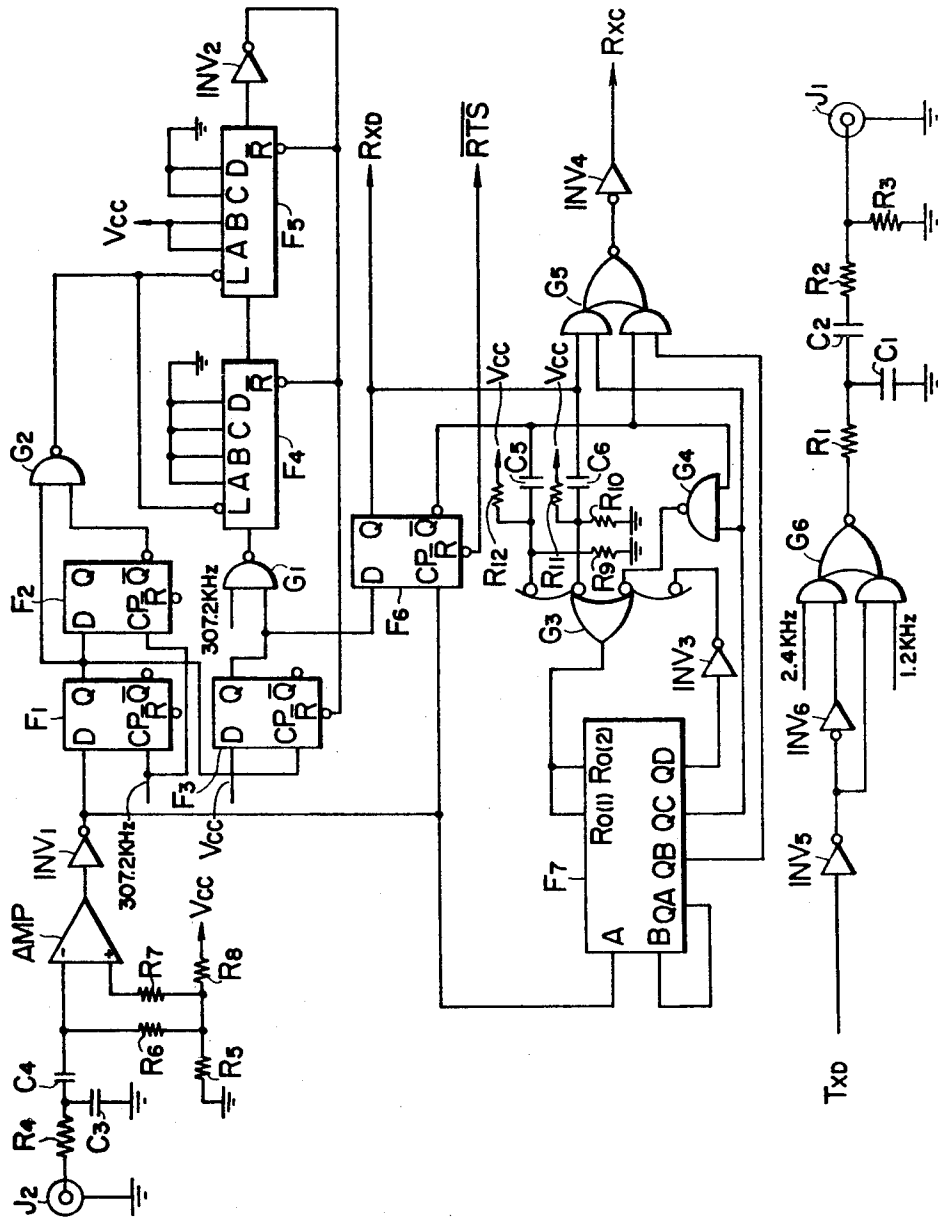 J2
R4
C3
C4
R6
R7
R5
R8
VCC
AMP
-
+
INV1
307.2KHz
F1
D Q
CP Q̅
R̅
F2
D Q
CP Q̅
R̅
G2
VCC
F3
D Q
CP Q̅
R̅
307.2KHz
G1
L A B C D
R̅
F4
VCC
L A B C D
R̅
F5
INV2
D Q
CP Q̅
R̅
F6
RXD
R̅T̅S̅
R12
VCC
C5
R11
VCC
C6
R10
R9
G3
G4
G5
INV4
RXC
INV3
F7
RO(1) RO(2)
A
B QA QB QC QD
TXD
INV5
INV6
2.4KHz
1.2KHz
G6
R1
C1
C2
R2
R3
J1